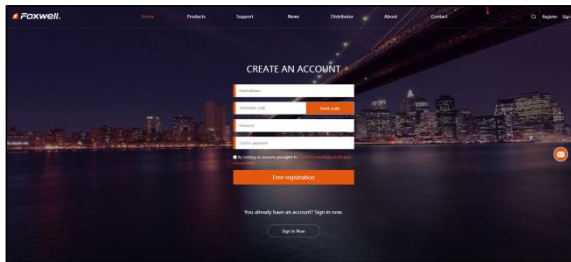 Foxwell.
Home Products Support News Distributor About Contact Register Sign
CREATE AN ACCOUNT
Email address
Verification code Send code
Password
Confirm password
By creating an account, you agree to
Free registration
You already have an account? Sign in now.
Sign In Now